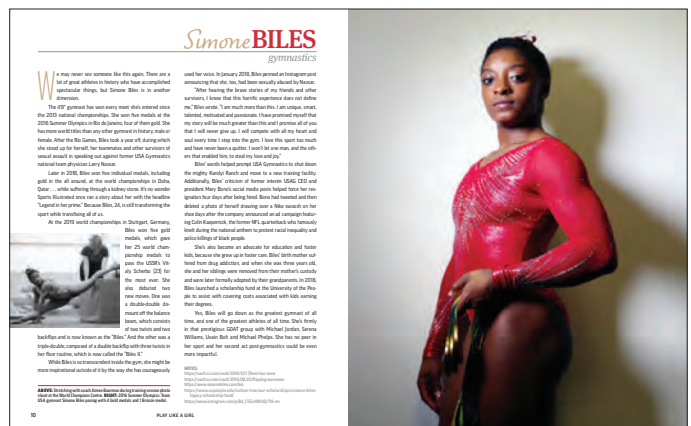 Simone BILES
gymnastics
We may never see someone like this again. There are a
lot of great athletes in history who have accomplished
spectacular things, but Simone Biles is in another
dimension.
The 4'8" gymnast has won every meet she's entered since
the 2013 national championships. She won five medals at the
2016 Summer Olympics in Rio de Janeiro, four of them gold. She
has more world titles than any other gymnast in history, male or
female. After the Rio Games, Biles took a year off, during which
she stood up for herself, her teammates and other survivors of
sexual assault in speaking out against former USA Gymnastics
national team physician Larry Nassar.
Later in 2018, Biles won five individual medals, including
gold in the all around, at the world championships in Doha,
Qatar ... while suffering through a kidney stone. It's no wonder
Sports Illustrated once ran a story about her with the headline
"Legend in her prime." Because Biles, 24, is still transforming the
sport while transfixing all of us.
At the 2019 world championships in Stuttgart, Germany,
Biles won five gold
medals, which gave
her 25 world cham-
pionship medals to
pass the USSR's Vit-
aly Scherbo (23) for
the most ever. She
also debuted two
new moves. One was
a double-double dis-
mount off the balance
beam, which consists
of two twists and two
backflips and is now known as the "Biles." And the other was a
triple-double, composed of a double backflip with three twists in
her floor routine, which is now called the "Biles II."
While Biles is so transcendent inside the gym, she might be
more inspirational outside of it by the way she has courageously
ABOVE: Stretching with coach Aimee Boorman during training session photo
shoot at the World Champions Centre. RIGHT: 2016 Summer Olympics Team
USA gymnast Simone Biles posing with 4 Gold medals and 1 Bronze medal.
used her voice. In January 2018, Biles penned an Instagram post
announcing that she, too, had been sexually abused by Nassar.
"After hearing the brave stories of my friends and other
survivors, I know that this horrific experience does not define
me," Biles wrote. "I am much more than this. I am unique, smart,
talented, motivated and passionate. I have promised myself that
my story will be much greater than this and I promise all of you
that I will never give up. I will compete with all my heart and
soul every time I step into the gym. I love this sport too much
and have never been a quitter. I won't let one man, and the oth-
ers that enabled him, to steal my love and joy."
Biles's words helped prompt USA Gymnastics to shut down
the mighty Karolyi Ranch and move to a new training facility.
Additionally, Biles' criticism of former interim USAG CEO and
president Mary Bono's social media posts helped force her res-
ignation four days after being hired. Bono had tweeted and then
deleted a photo of herself drawing over a Nike swoosh on her
shoe days after the company announced an ad campaign featur-
ing Colin Kaepernick, the former NFL quarterback who famously
knelt during the national anthem to protest racial inequality and
police killings of black people.
She's also become an advocate for education and foster
kids, because she grew up in foster care. Biles' birth mother suf-
fered from drug addiction, and when she was three years old,
she and her siblings were removed from their mother's custody
and were later formally adopted by their grandparents. In 2018,
Biles launched a scholarship fund at the University of the Peo-
ple to assist with covering costs associated with kids earning
their degrees.
Yes, Biles will go down as the greatest gymnast of all
time, and one of the greatest athletes of all time. She's firmly
in that prestigious GOAT group with Michael Jordan, Serena
Williams, Usain Bolt and Michael Phelps. She has no peer in
her sport and her second act post-gymnastics could be even
more impactful.
NOTES:
10
PLAY LIKE A GIRL